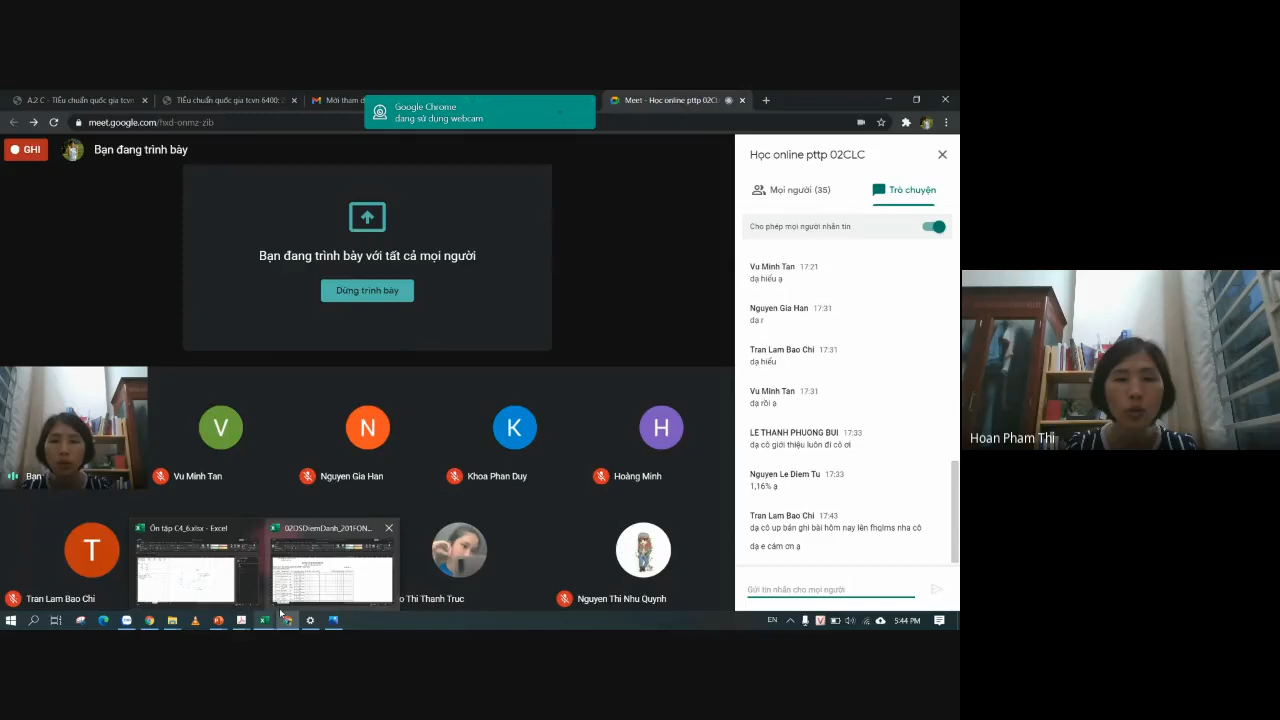 A.2 C - Tiểu chuẩn quốc gia tcvn
Tiểu chuẩn quốc gia tcvn 6400: 2
Mời tham d
Google Chrome
đang sử dụng webcam
Meet - Học online pttp 02CL
meet.google.com/hxd-onmz-zib
GHI
Bạn đang trình bày
Bạn đang trình bày với tất cả mọi người
Dừng trình bày
Học online pttp 02CLC
Mọi người (35)
Trò chuyện
Cho phép mọi người nhắn tin
Vu Minh Tan 17:21
dạ hiểu ạ
Nguyen Gia Han 17:31
dạ r
Tran Lam Bao Chi 17:31
dạ hiểu
Vu Minh Tan 17:31
dạ rồi ạ
LE THANH PHUONG BUI 17:33
dạ cô giới thiệu luôn đi cô ơi
Nguyen Le Diem Tu 17:33
1,16% ạ
Tran Lam Bao Chi 17:43
dạ cô up bản ghi bài hôm nay lên fhqlms nha cô
dạ e cám ơn ạ
Gửi tin nhắn cho mọi người
V
N
K
H
Bạn
Vu Minh Tan
Nguyen Gia Han
Khoa Phan Duy
Hoàng Minh
Ôn tập C4_6.xlsx - Excel
02DSDiemDanh_201FON...
T
Tran Lam Bao Chi
o Thi Thanh Truc
Nguyen Thi Nhu Quynh
EN
V
5:44 PM
Hoan Pham Thi